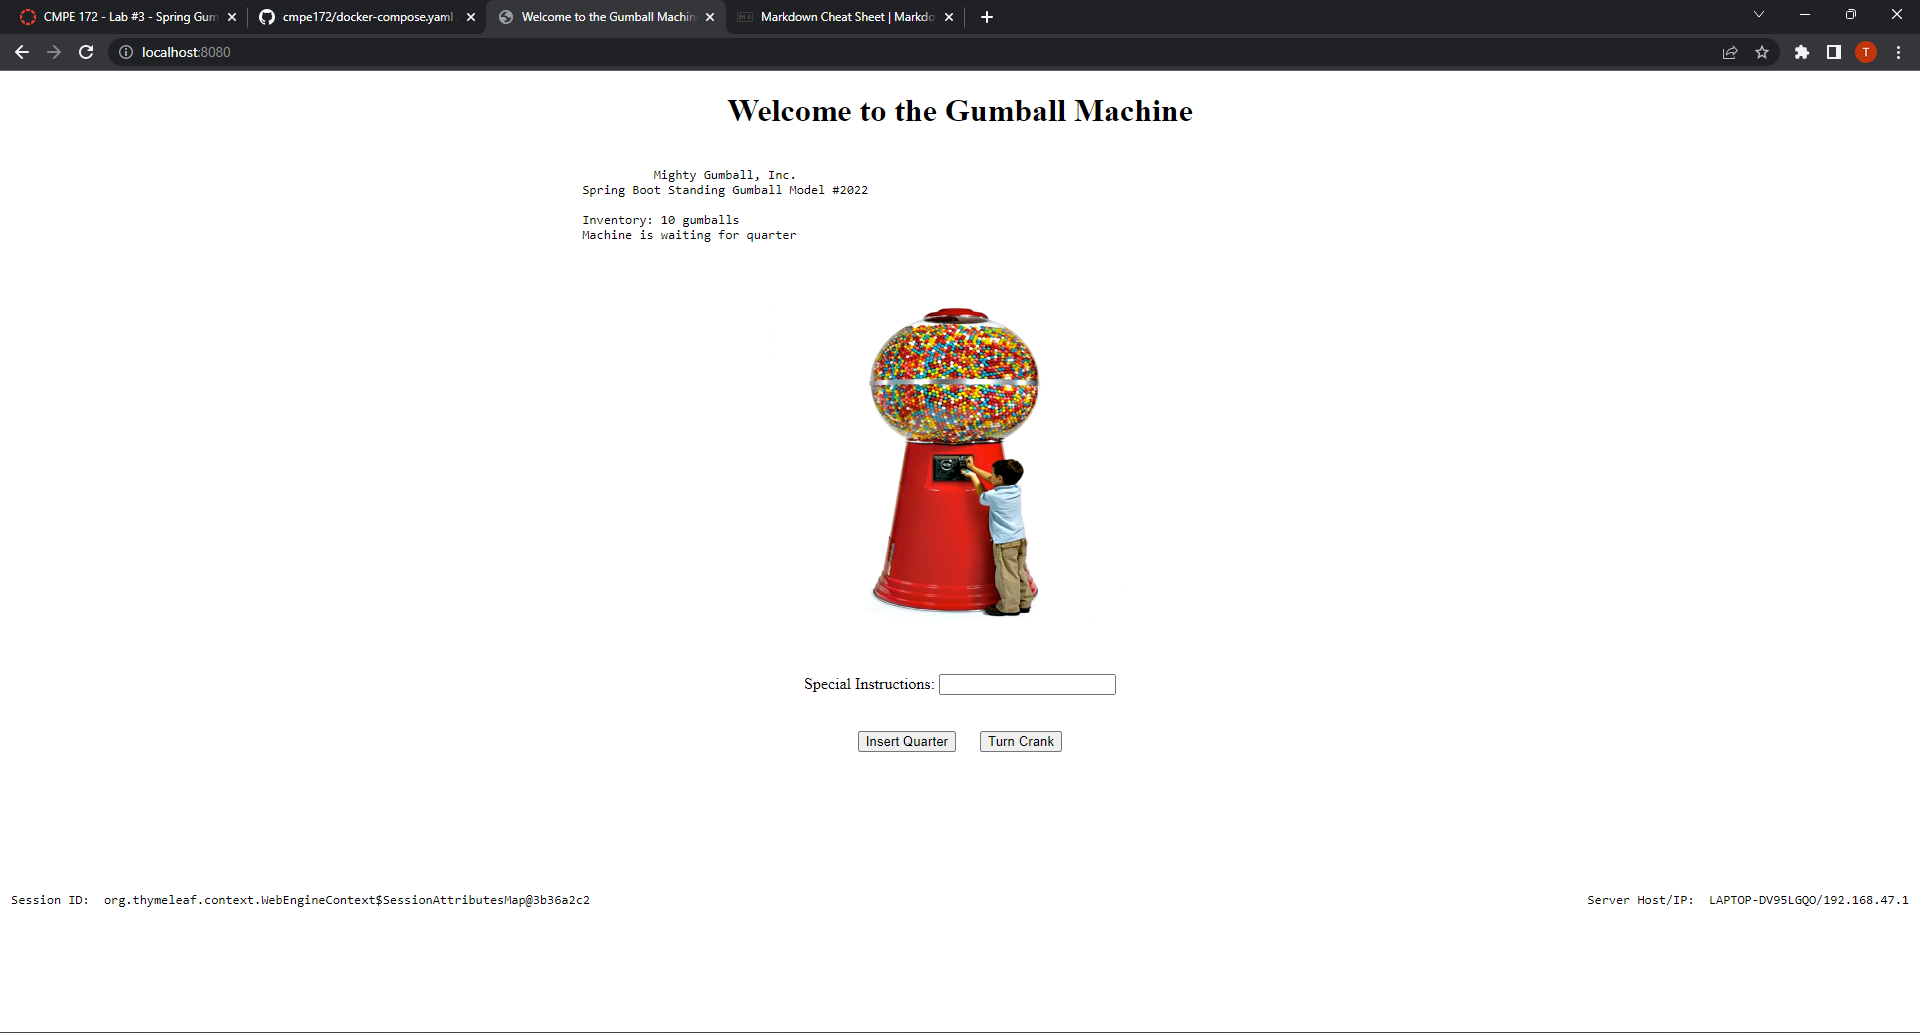 CMPE 172 - Lab #3 - Spring Gum
cmpe172/docker-compose.yaml
Welcome to the Gumball Machin
Markdown Cheat Sheet | Markdo
localhost:8080
T
Welcome to the Gumball Machine
Mighty Gumball, Inc.
Spring Boot Standing Gumball Model #2022
Inventory: 10 gumballs
Machine is waiting for quarter
Special Instructions:
Insert Quarter
Turn Crank
Session ID: org.thymeleaf.context.WebEngineContext$SessionAttributesMap@3b36a2c2
Server Host/IP: LAPTOP-DV95LGQO/192.168.47.1